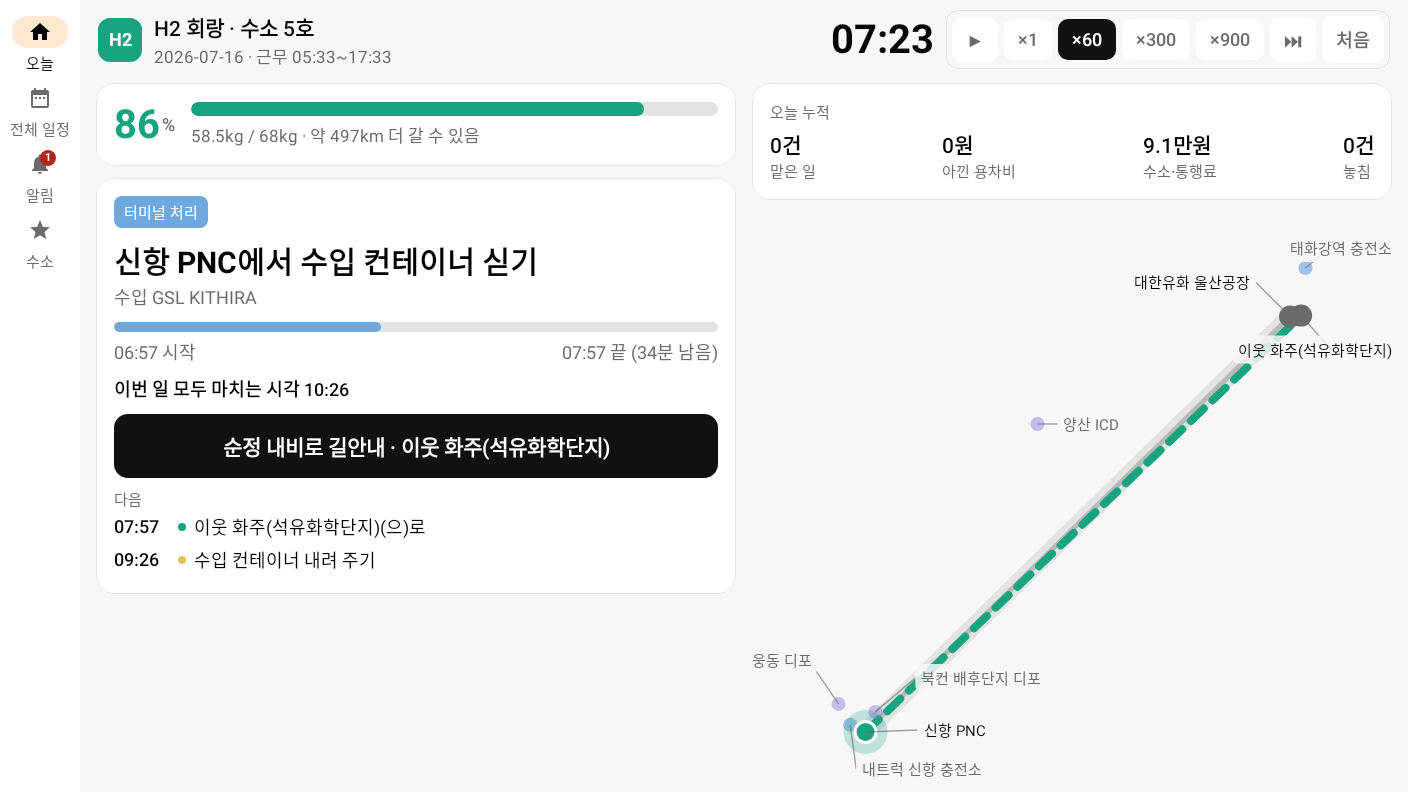 오늘
전체 일정
1
알림
수소
H2
H2 회랑 · 수소 5호
2026-07-16 · 근무 05:33~17:33
07:23
×1
×60
×300
×900
처음
86%
58.5kg / 68kg · 약 497km 더 갈 수 있음
터미널 처리
신항 PNC에서 수입 컨테이너 싣기
수입 GSL KITHIRA
06:57 시작
07:57 끝 (34분 남음)
이번 일 모두 마치는 시각 10:26
순정 내비로 길안내 · 이웃 화주(석유화학단지)
다음
07:57 이웃 화주(석유화학단지)(으)로
09:26 수입 컨테이너 내려 주기
오늘 누적
0건 0원 9.1만원 0건
맡은 일 아낀 용차비 수소·통행료 놓침
태화강역 충전소
대한유화 울산공장
이웃 화주(석유화학단지)
양산 ICD
웅동 디포
북컨 배후단지 디포
신항 PNC
내트럭 신항 충전소